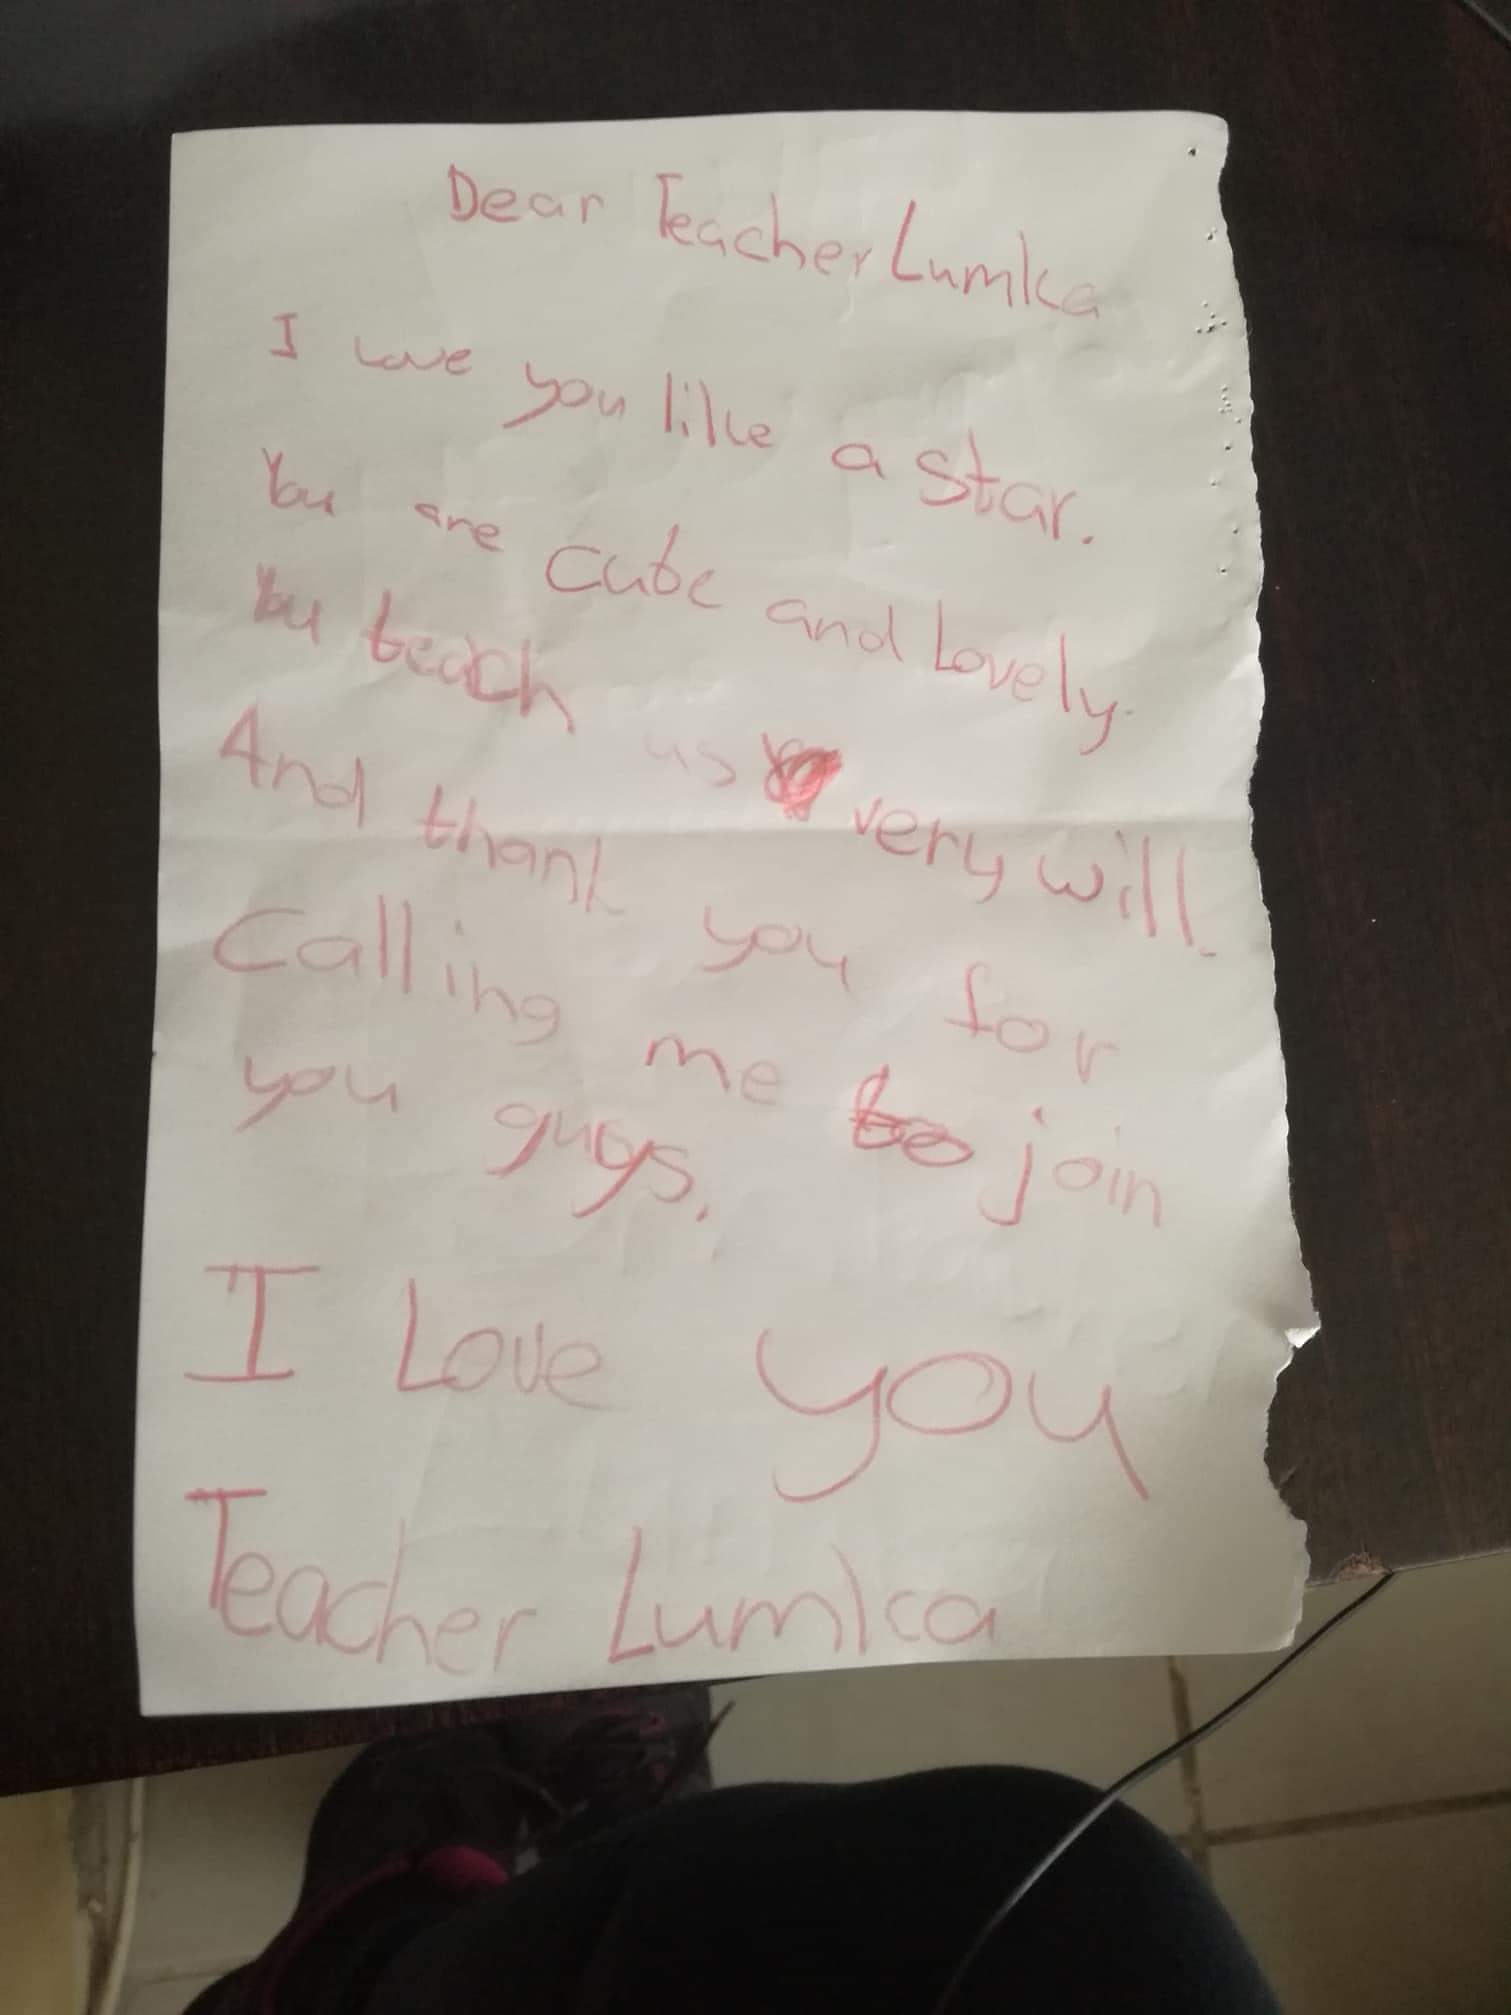 Dear Teacher Lumka
I Love you like a star.
You are cute and Lovely.
You teach us very will.
And thank you for
Calling me to join
you guys.
I Love you
Teacher Lumka